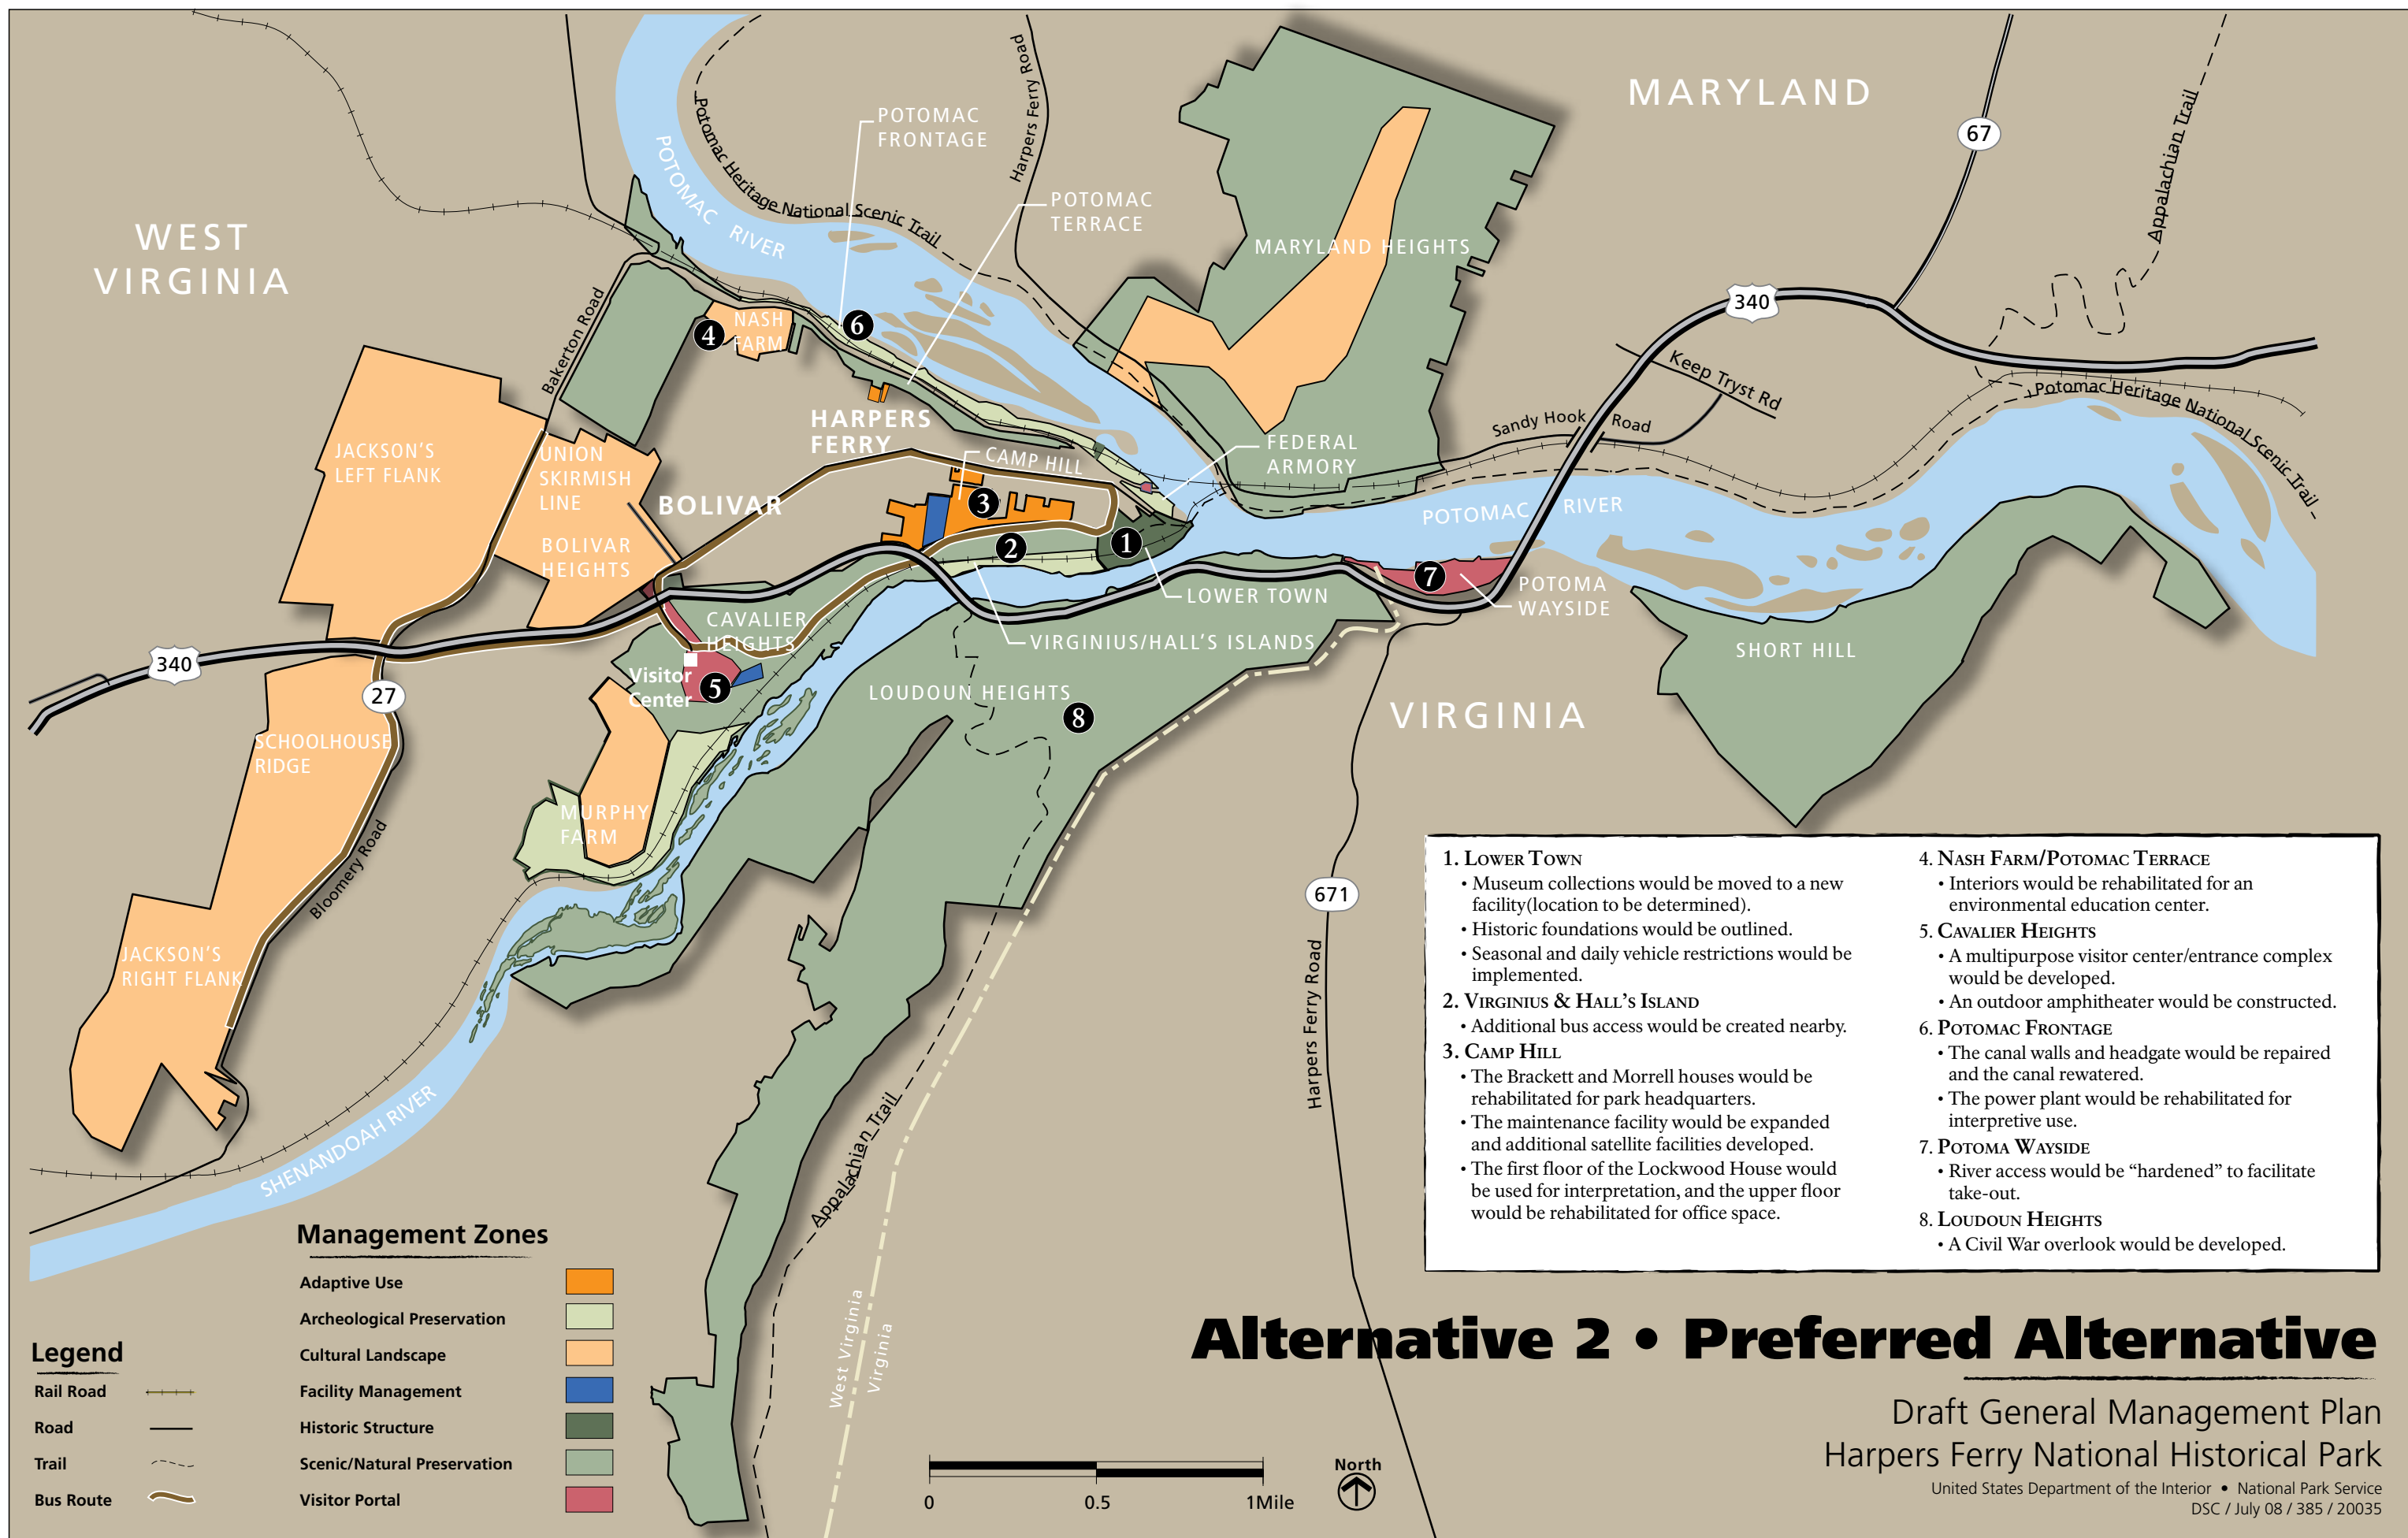 MARYLAND
67
Appalachian Trail
Harpers Ferry Road
POTOMAC
FRONTAGE
Potomac Heritage National Scenic Trail
POTOMAC RIVER
POTOMAC
TERRACE
WEST
VIRGINIA
MARYLAND HEIGHTS
340
Bakerton Road
4
NASH
FARM
6
Keep Tryst Rd
Potomac Heritage National Scenic Trail
HARPERS
FERRY
Sandy Hook Road
JACKSON'S
LEFT FLANK
UNION
SKIRMISH
LINE
CAMP HILL
FEDERAL
ARMORY
BOLIVAR
3
POTOMAC RIVER
BOLIVAR
HEIGHTS
2
1
7
POTOMA
WAYSIDE
LOWER TOWN
CAVALIER
HEIGHTS
VIRGINIUS/HALL'S ISLANDS
SHORT HILL
340
27
Visitor
Center
5
LOUDOUN HEIGHTS
8
VIRGINIA
SCHOOLHOUSE
RIDGE
MURPHY
FARM
Bloomery Road
671
JACKSON'S
RIGHT FLANK
Harpers Ferry Road
SHENANDOAH RIVER
Appalachian Trail
West Virginia
Virginia
1. LOWER TOWN
• Museum collections would be moved to a new
facility(location to be determined).
• Historic foundations would be outlined.
• Seasonal and daily vehicle restrictions would be
implemented.
2. VIRGINIUS & HALL'S ISLAND
• Additional bus access would be created nearby.
3. CAMP HILL
• The Brackett and Morrell houses would be
rehabilitated for park headquarters.
• The maintenance facility would be expanded
and additional satellite facilities developed.
• The first floor of the Lockwood House would
be used for interpretation, and the upper floor
would be rehabilitated for office space.
4. NASH FARM/POTOMAC TERRACE
• Interiors would be rehabilitated for an
environmental education center.
5. CAVALIER HEIGHTS
• A multipurpose visitor center/entrance complex
would be developed.
• An outdoor amphitheater would be constructed.
6. POTOMAC FRONTAGE
• The canal walls and headgate would be repaired
and the canal rewatered.
• The power plant would be rehabilitated for
interpretive use.
7. POTOMA WAYSIDE
• River access would be “hardened” to facilitate
take-out.
8. LOUDOUN HEIGHTS
• A Civil War overlook would be developed.
Legend
Rail Road
Road
Trail
Bus Route
Management Zones
Adaptive Use
Archeological Preservation
Cultural Landscape
Facility Management
Historic Structure
Scenic/Natural Preservation
Visitor Portal
0 0.5 1Mile
North
Alternative 2 • Preferred Alternative
Draft General Management Plan
Harpers Ferry National Historical Park
United States Department of the Interior • National Park Service
DSC / July 08 / 385 / 20035